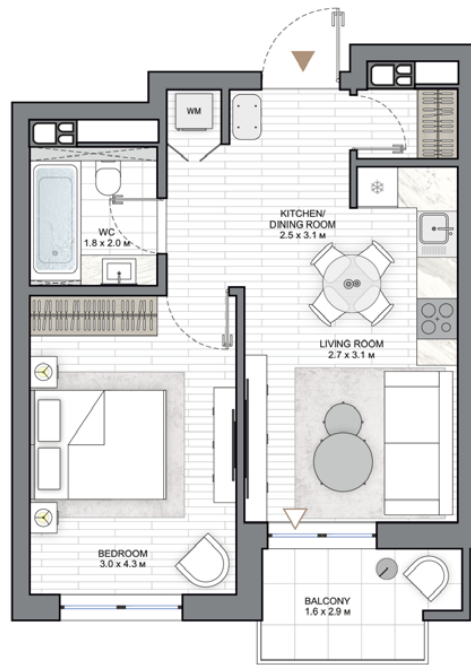 WM
KITCHEN/
DINING ROOM
2.5 x 3.1 м
WC
1.8 x 2.0 м
LIVING ROOM
2.7 x 3.1 м
BEDROOM
3.0 x 4.3 м
BALCONY
1.6 x 2.9 м